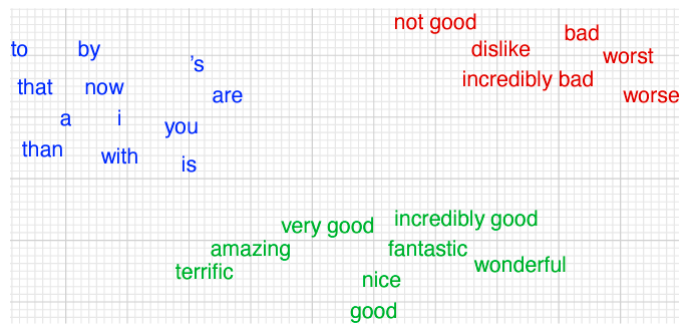 to by 's
that now are
a i you
than with is
not good bad
dislike worst
incredibly bad
worse
very good incredibly good
amazing fantastic
terrific wonderful
nice
good